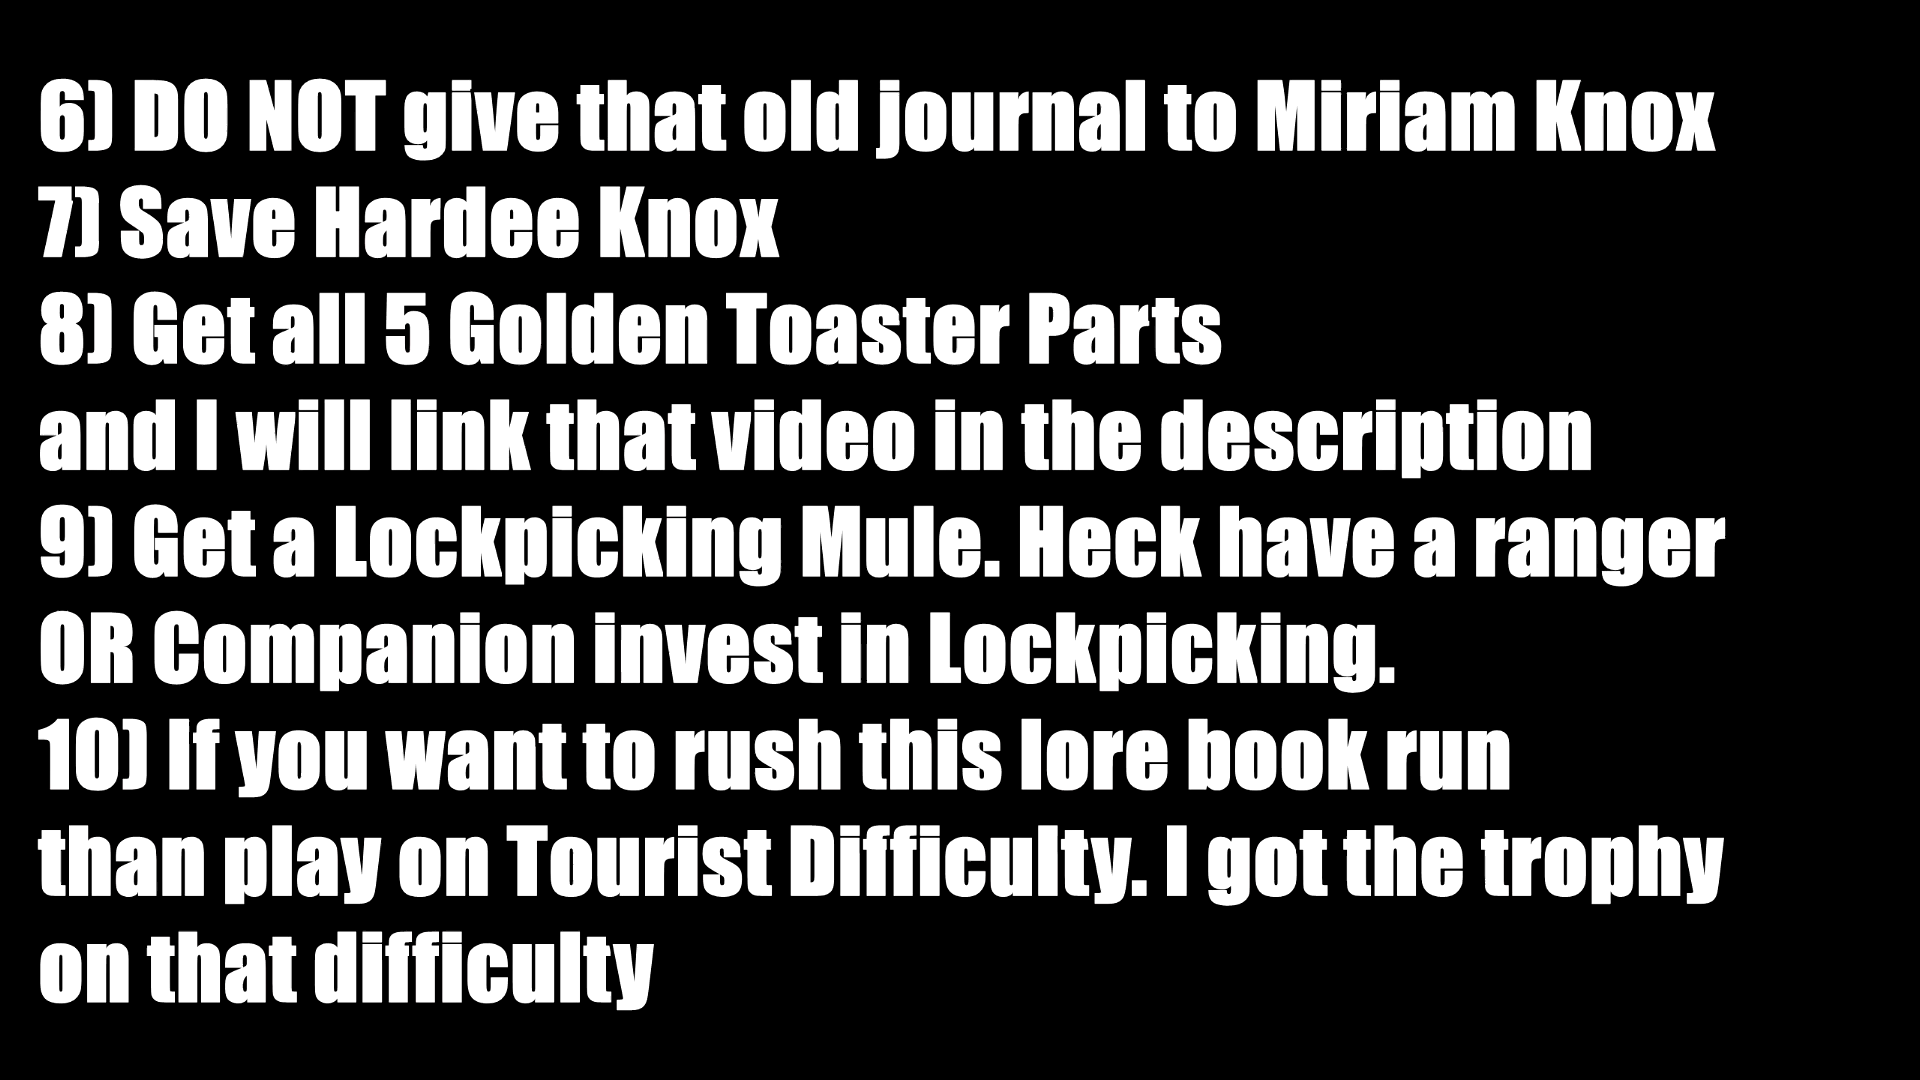 6) DO NOT give that old journal to Miriam Knox
7) Save Hardee Knox
8) Get all 5 Golden Toaster Parts
and I will link that video in the description
9) Get a Lockpicking Mule. Heck have a ranger
OR Companion invest in Lockpicking.
10) If you want to rush this lore book run
than play on Tourist Difficulty. I got the trophy
on that difficulty